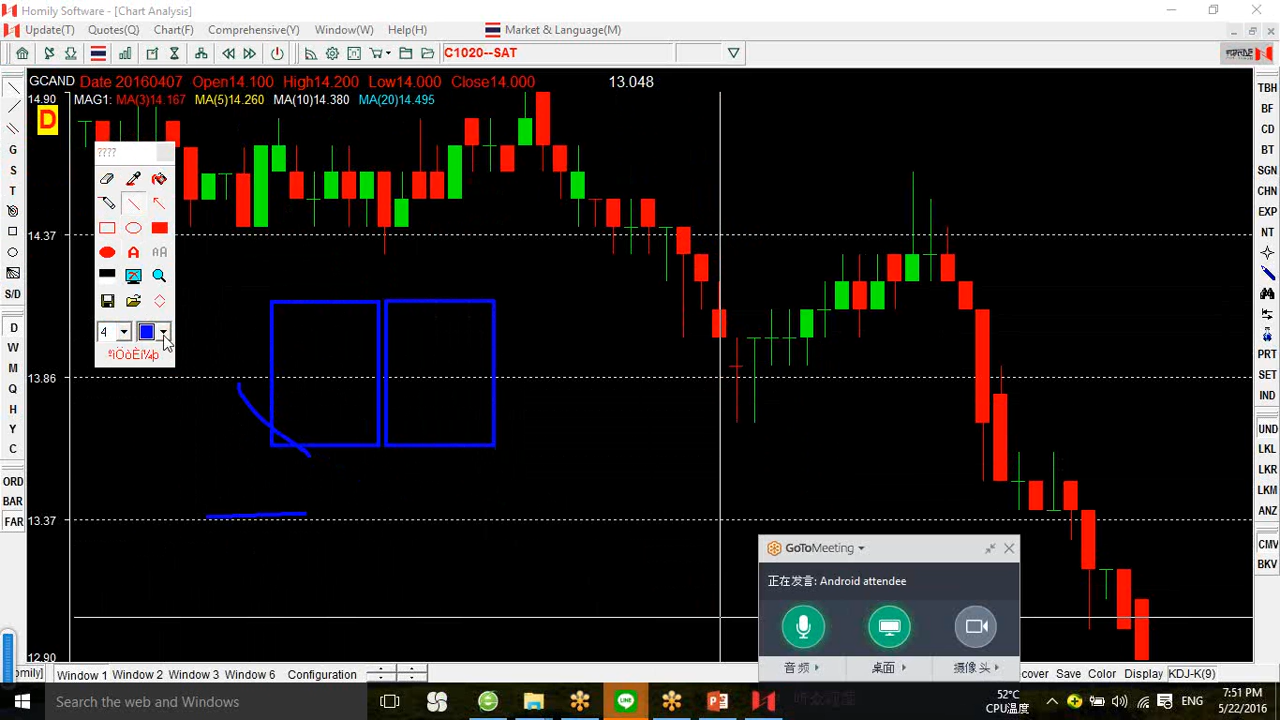 Homily Software - [Chart Analysis]
Update(T) Quotes(Q) Chart(F) Comprehensive(Y) Window(W) Help(H) Market & Language(M)
C1020--SAT
GCAND Date 20160407 Open14.100 High14.200 Low14.000 Close14.000 13.048
14.90 MAG1: MA(3)14.167 MA(5)14.260 MA(10)14.380 MA(20)14.495
D
????
A AA
4
ºìÖòÈí¼þ
14.37
13.86
13.37
12.90
G
S
T
S/D
D
W
M
Q
H
Y
C
ORD
BAR
FAR
TBH
BF
CD
BT
SGN
CHN
EXP
NT
PRT
SET
IND
UND
LKL
LKR
LKM
ANZ
CMV
BKV
GoToMeeting
正在发言: Android attendee
音频 桌面 摄像头
Window 1 Window 2 Window 3 Window 6 Configuration
Save Color Display KDJ-K(9)
Search the web and Windows
52°C
CPU温度
ENG
7:51 PM
5/22/2016